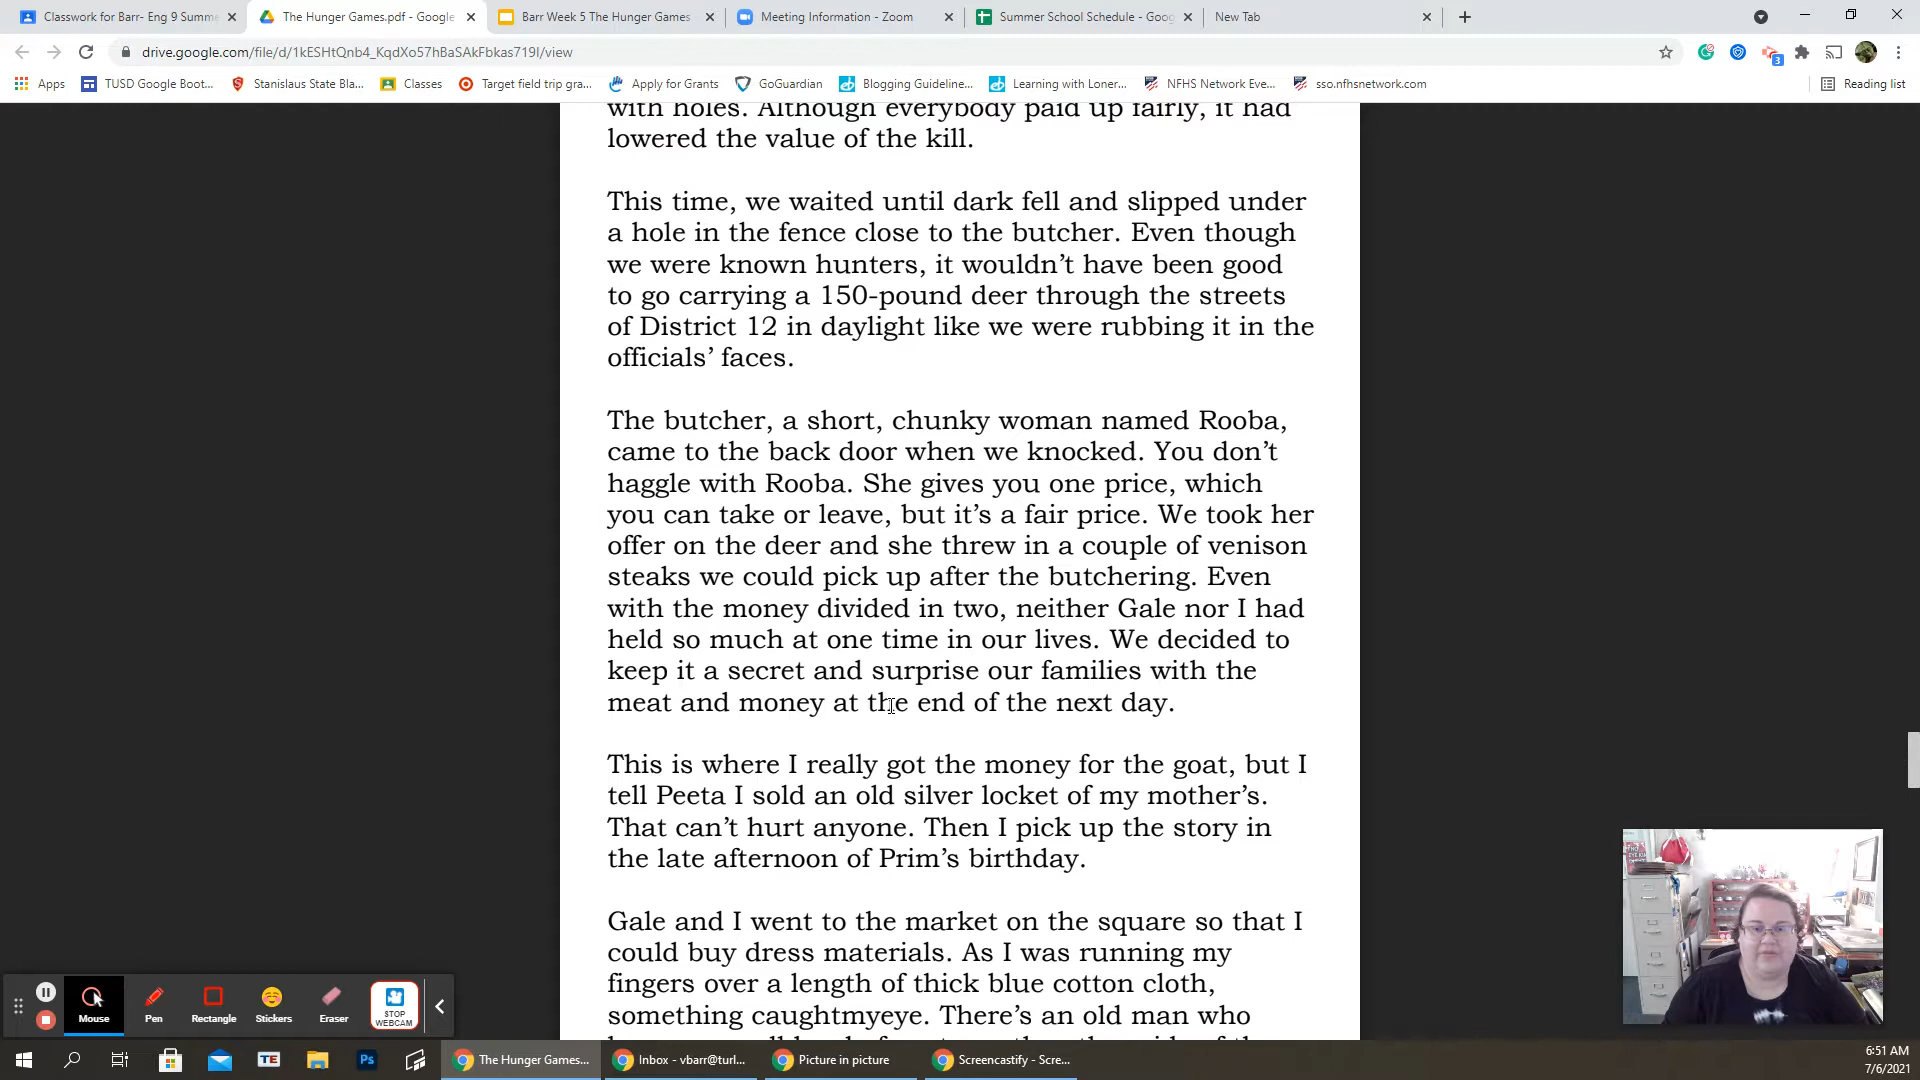 Classwork for Barr- Eng 9 Summe
The Hunger Games.pdf - Google
Barr Week 5 The Hunger Games
Meeting Information - Zoom
Summer School Schedule - Goog
New Tab
drive.google.com/file/d/1kESHtQnb4_KqdXo57hBaSAkFbkas719I/view
3
Apps
TUSD Google Boot...
Stanislaus State Bla...
Classes
Target field trip gra...
Apply for Grants
GoGuardian
Blogging Guideline...
Learning with Loner...
NFHS Network Eve...
sso.nfhsnetwork.com
Reading list
with holes. Although everybody paid up fairly, it had
lowered the value of the kill.
This time, we waited until dark fell and slipped under
a hole in the fence close to the butcher. Even though
we were known hunters, it wouldn’t have been good
to go carrying a 150-pound deer through the streets
of District 12 in daylight like we were rubbing it in the
officials’ faces.
The butcher, a short, chunky woman named Rooba,
came to the back door when we knocked. You don’t
haggle with Rooba. She gives you one price, which
you can take or leave, but it’s a fair price. We took her
offer on the deer and she threw in a couple of venison
steaks we could pick up after the butchering. Even
with the money divided in two, neither Gale nor I had
held so much at one time in our lives. We decided to
keep it a secret and surprise our families with the
meat and money at the end of the next day.
This is where I really got the money for the goat, but I
tell Peeta I sold an old silver locket of my mother’s.
That can’t hurt anyone. Then I pick up the story in
the late afternoon of Prim’s birthday.
Gale and I went to the market on the square so that I
could buy dress materials. As I was running my
fingers over a length of thick blue cotton cloth,
something caughtmyeye. There’s an old man who
Mouse
Pen
Rectangle
Stickers
Eraser
STOP
WEBCAM
TE
Ps
The Hunger Games...
Inbox - vbarr@turl...
Picture in picture
Screencastify - Scre...
6:51 AM
7/6/2021